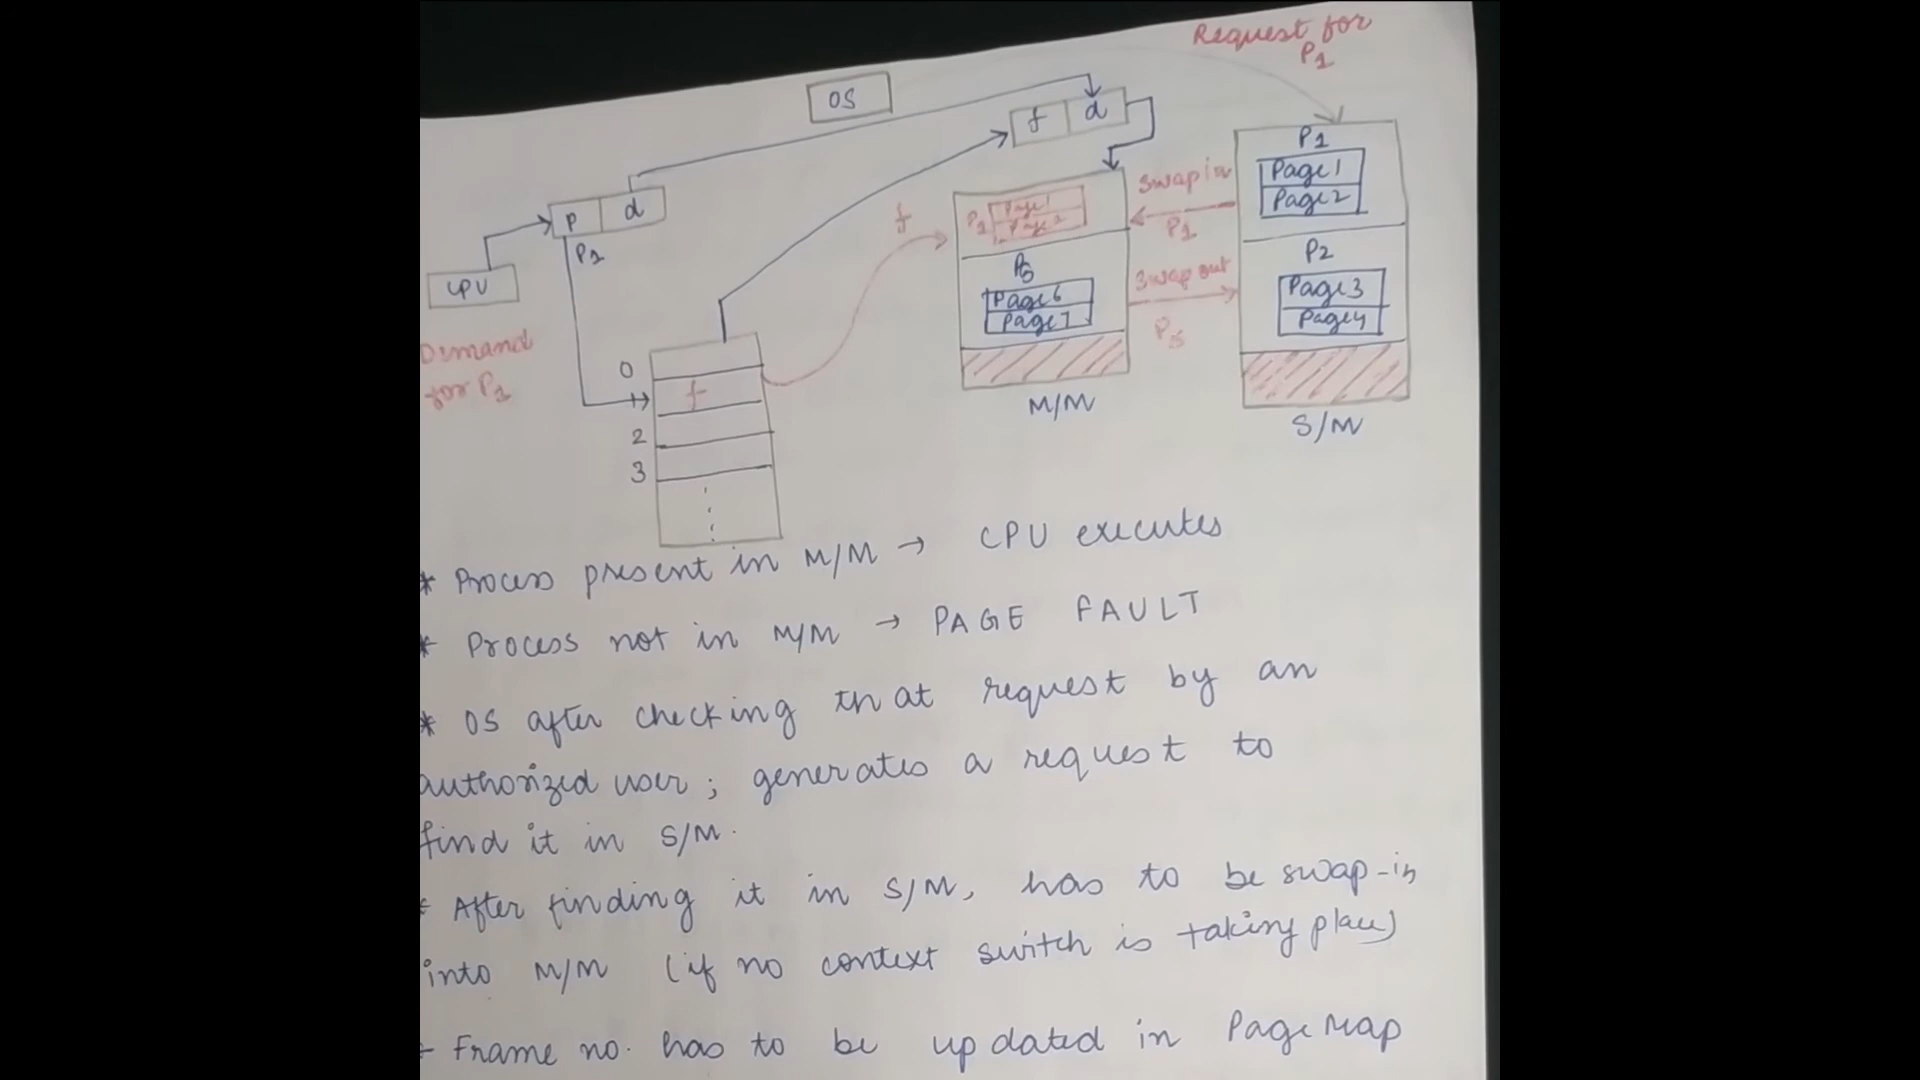 Request for
P1
OS
f d
P d
P1
CPU
Demand
for P1
f
0
f
2
3
P1 Page1
Page2
Page6
Page7
M/M
Swap in
P1
Swap out
P5
P1
Page1
Page2
P2
Page3
Page4
S/M
* Process present in M/M → CPU executes
* Process not in M/M → PAGE FAULT
* OS after checking that request by an
authorized user; generates a request to
find it in S/M.
* After finding it in S/M, has to be swap-in
into M/M (if no context switch is taking place)
* Frame no. has to be updated in Page Map